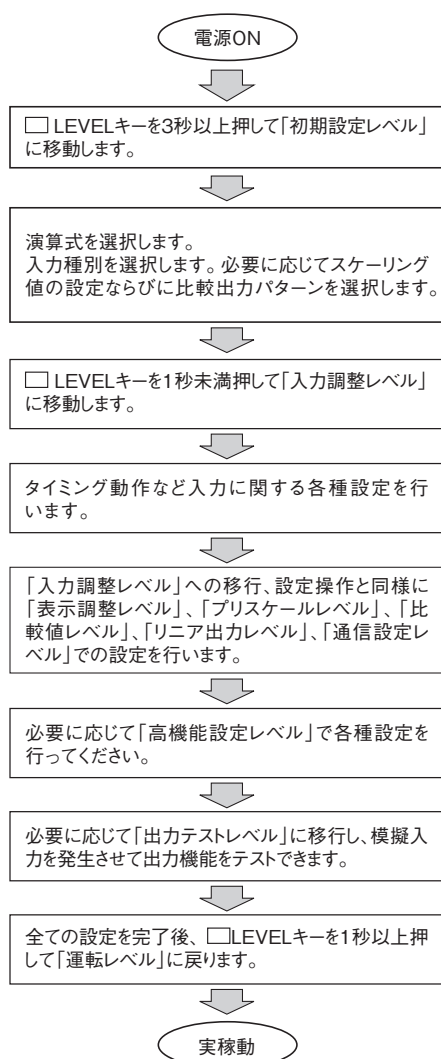 電源ON
□ LEVELキーを3秒以上押して「初期設定レベル」
に移動します。
演算式を選択します。
入力種別を選択します。必要に応じてスケーリング
値の設定ならびに比較出力パターンを選択します。
□ LEVELキーを1秒未満押して「入力調整レベル」
に移動します。
タイミング動作など入力に関する各種設定を行
います。
「入力調整レベル」への移行、設定操作と同様に
「表示調整レベル」、「プリスケールレベル」、「比
較値レベル」、「リニア出力レベル」、「通信設定レ
ベル」での設定を行います。
必要に応じて「高機能設定レベル」で各種設定を
行ってください。
必要に応じて「出力テストレベル」に移行し、模擬入
力を発生させて出力機能をテストできます。
全ての設定を完了後、□LEVELキーを1秒以上押
して「運転レベル」に戻ります。
実稼動